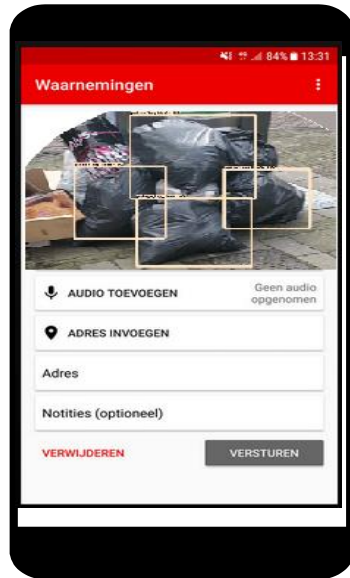 84% 13:31
Waarnemingen
AUDIO TOEVOEGEN
Geen audio
opgenomen
ADRES INVOEGEN
Adres
Notities (optioneel)
VERWIJDEREN
VERSTUREN